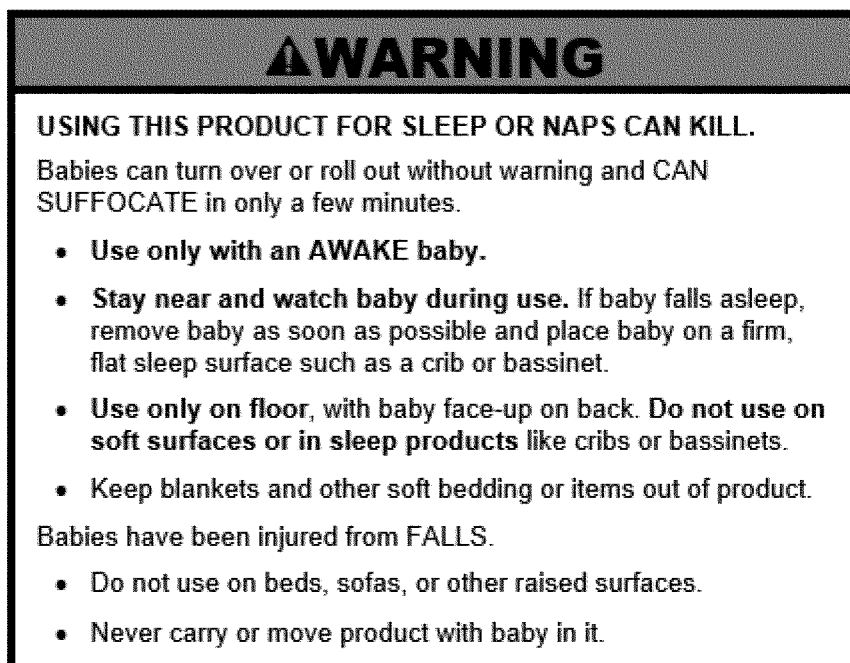 ⚠WARNING
USING THIS PRODUCT FOR SLEEP OR NAPS CAN KILL.
Babies can turn over or roll out without warning and CAN
SUFFOCATE in only a few minutes.
• Use only with an AWAKE baby.
• Stay near and watch baby during use. If baby falls asleep,
remove baby as soon as possible and place baby on a firm,
flat sleep surface such as a crib or bassinet.
• Use only on floor, with baby face-up on back. Do not use on
soft surfaces or in sleep products like cribs or bassinets.
• Keep blankets and other soft bedding or items out of product.
Babies have been injured from FALLS.
• Do not use on beds, sofas, or other raised surfaces.
• Never carry or move product with baby in it.